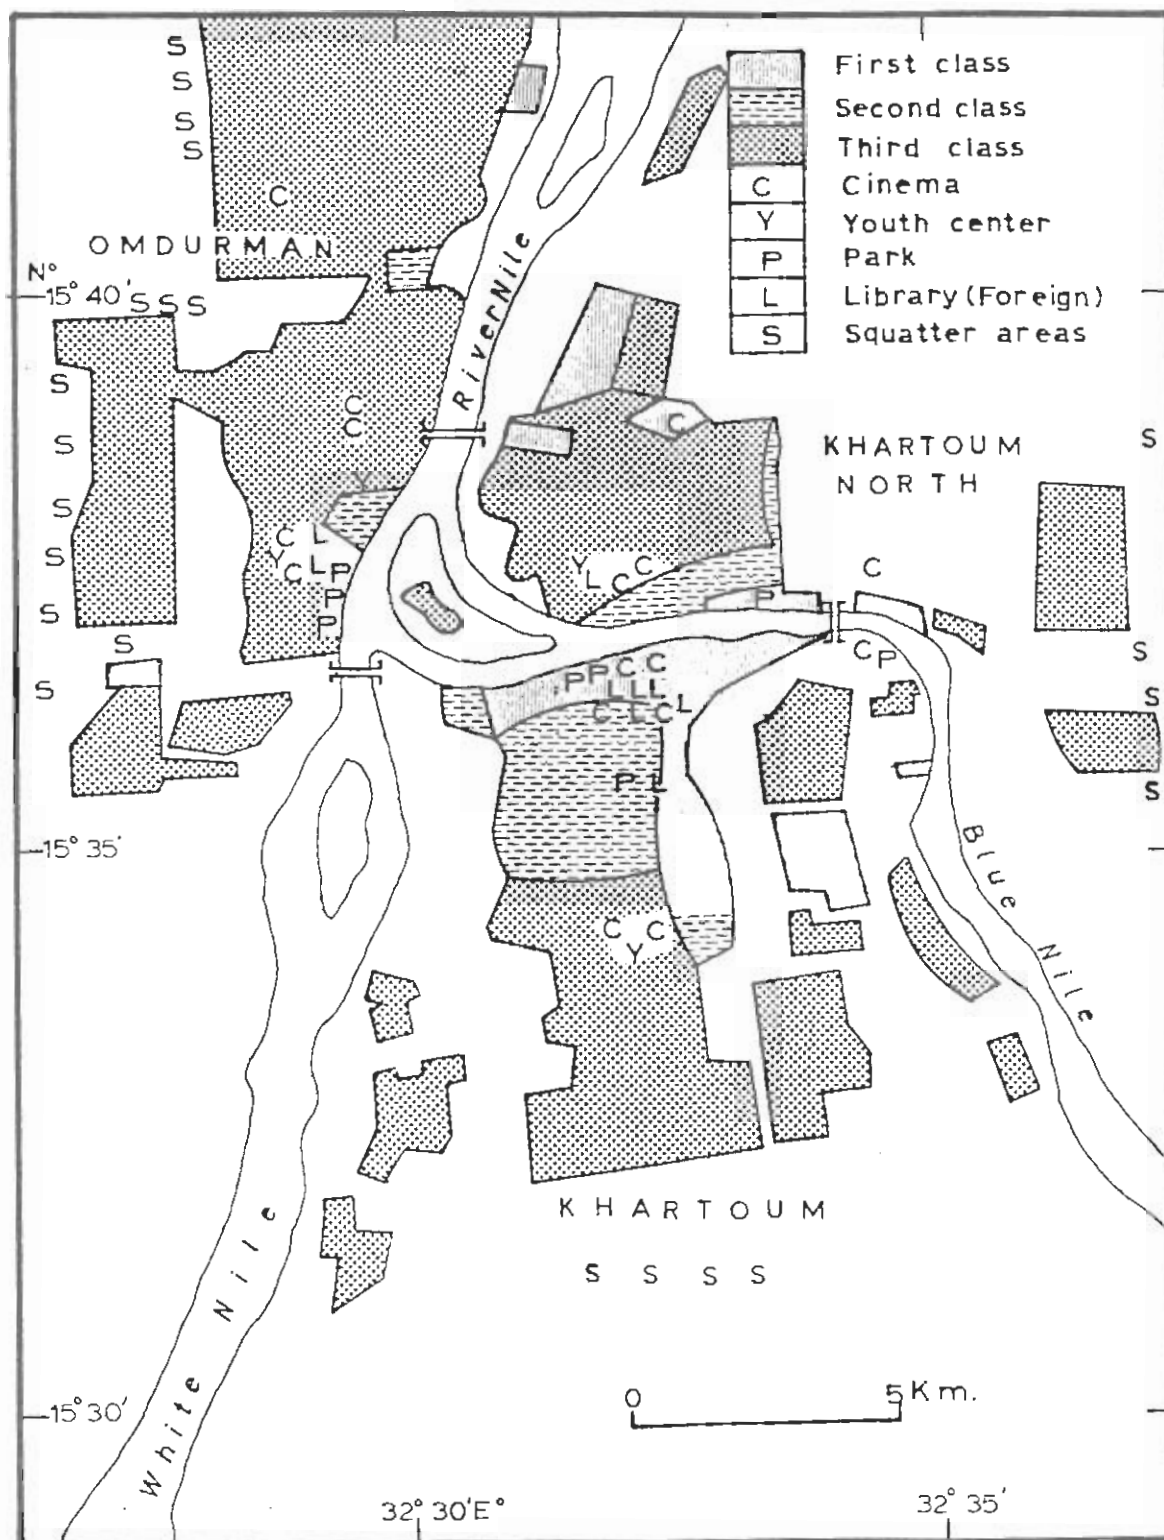 First class
Second class
Third class
C Cinema
Y Youth center
P Park
L Library (Foreign)
S Squatter areas
S
S
S
S
C
OMDURMAN
N°
15° 40' S S S
River Nile
S
C
C
C
KHARTOUM
NORTH
S
S
S
Y
C L
Y L
C P
P
P
S
S
S
S
Y C
L C
P
C
C P
S
S
S
P P C C
L L L
L
C L C
P L
15° 35'
Blue Nile
C C
Y
KHARTOUM
S S S S
White Nile
0 5 Km.
15° 30'
32° 30'E°
32° 35'